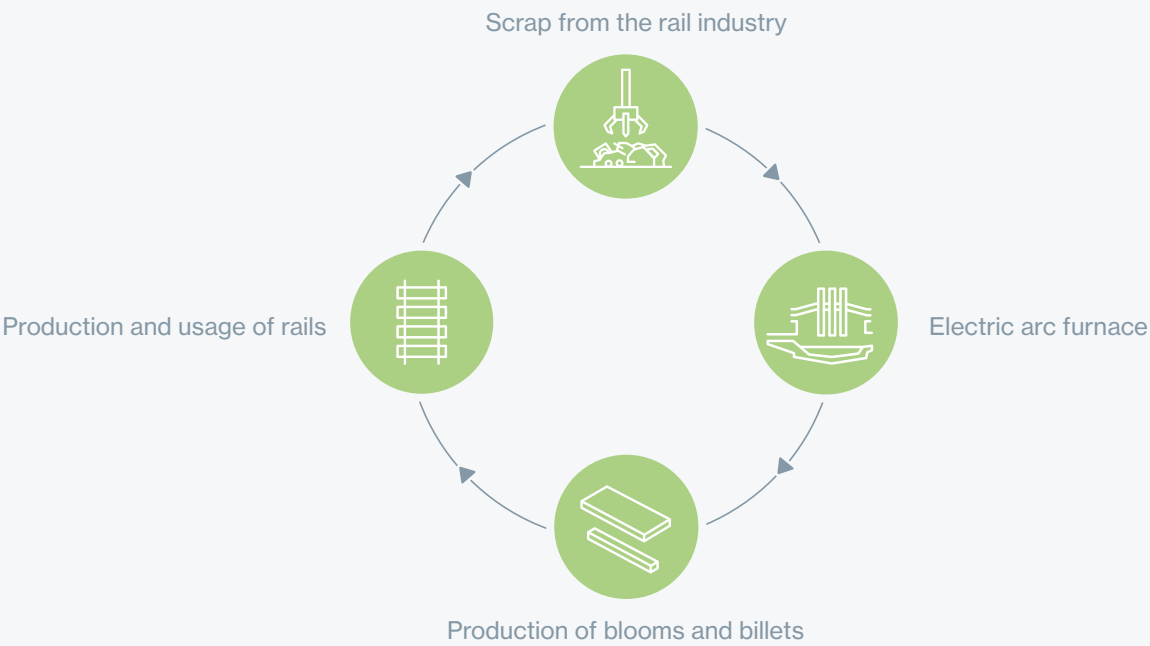 Scrap from the rail industry
Production and usage of rails
Electric arc furnace
Production of blooms and billets